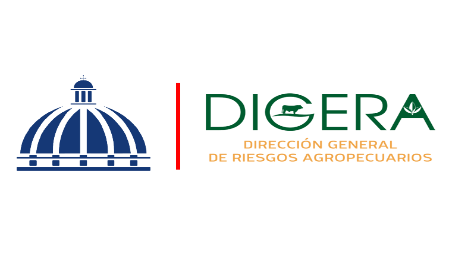 DIGERA
DIRECCIÓN GENERAL
DE RIESGOS AGROPECUARIOS